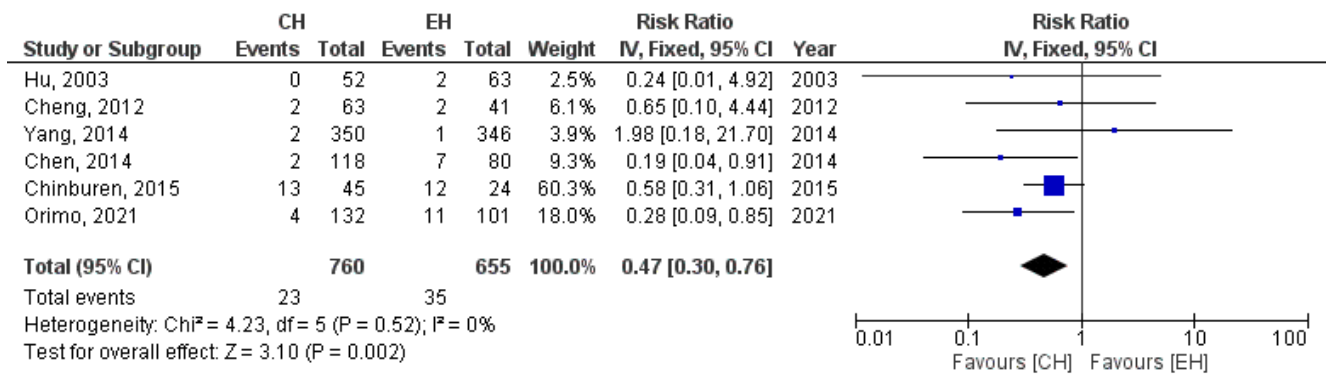 CH EH Risk Ratio Risk Ratio
Study or Subgroup Events Total Events Total Weight IV, Fixed, 95% CI Year IV, Fixed, 95% CI
Hu, 2003 0 52 2 63 2.5% 0.24 [0.01, 4.92] 2003
Cheng, 2012 2 63 2 41 6.1% 0.65 [0.10, 4.44] 2012
Yang, 2014 2 350 1 346 3.9% 1.98 [0.18, 21.70] 2014
Chen, 2014 2 118 7 80 9.3% 0.19 [0.04, 0.91] 2014
Chinburen, 2015 13 45 12 24 60.3% 0.58 [0.31, 1.06] 2015
Orimo, 2021 4 132 11 101 18.0% 0.28 [0.09, 0.85] 2021
Total (95% CI) 760 655 100.0% 0.47 [0.30, 0.76]
Total events 23 35
Heterogeneity: Chi² = 4.23, df = 5 (P = 0.52); I² = 0%
Test for overall effect: Z = 3.10 (P = 0.002)
0.01 0.1 1 10 100
Favours [CH] Favours [EH]